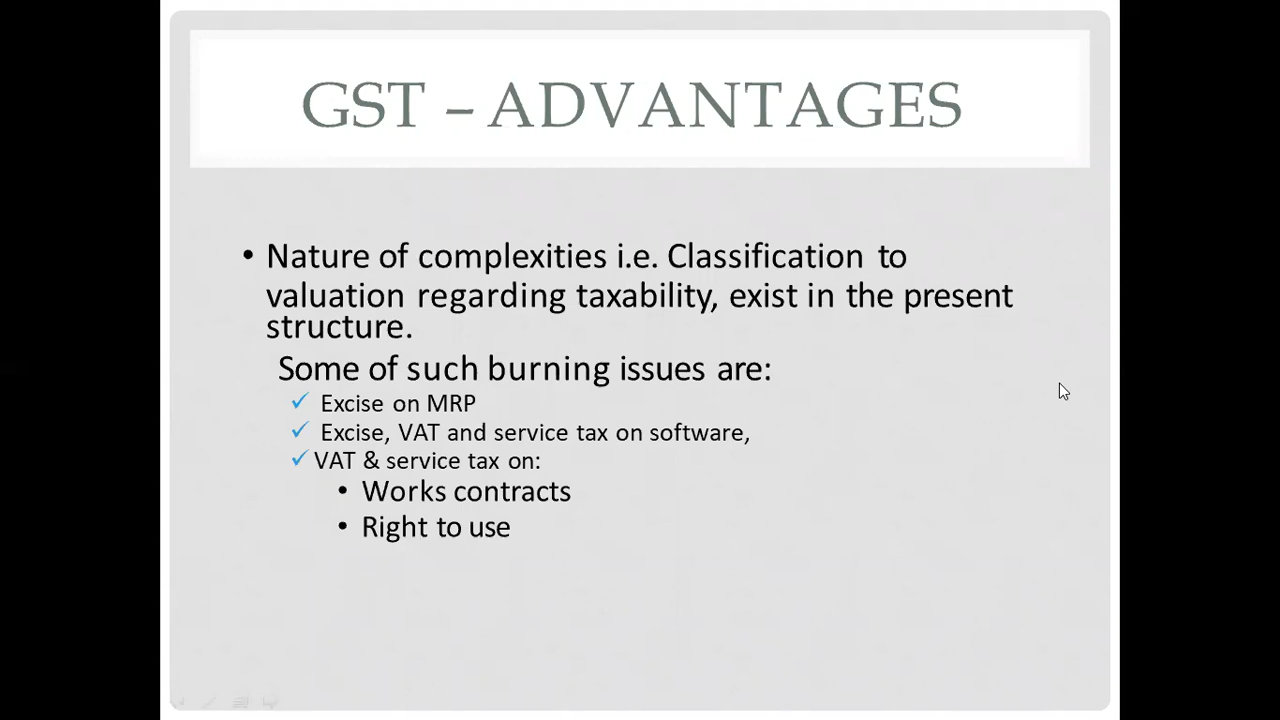 GST – ADVANTAGES
• Nature of complexities i.e. Classification to
valuation regarding taxability, exist in the present
structure.
Some of such burning issues are:
✓ Excise on MRP
✓ Excise, VAT and service tax on software,
✓ VAT & service tax on:
• Works contracts
• Right to use